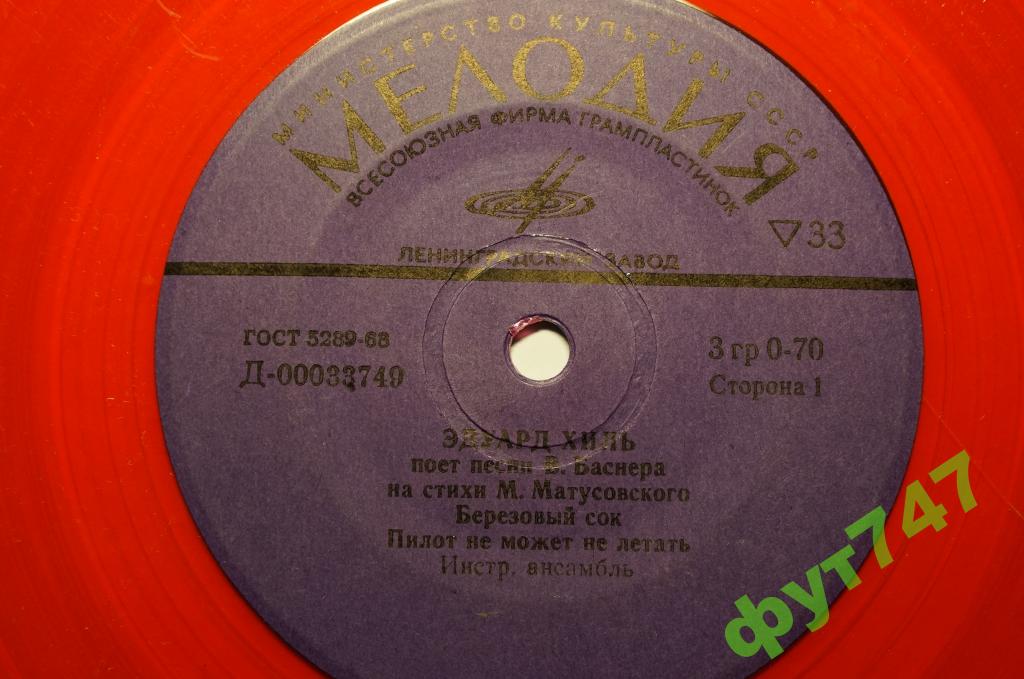 МИНИСТЕРСТВО КУЛЬТУРЫ СССР
МЕЛОДИЯ
ВСЕСОЮЗНАЯ ФИРМА ГРАМПЛАСТИНОК
33
ЛЕНИНГРАДСКИЙ ЗАВОД
ГОСТ 5289-68
Д-00033749
3 гр 0-70
Сторона 1
ЭДУАРД ХИЛЬ
поет песни В. Баснера
на стихи М. Матусовского
Березовый сок
Пилот не может не летать
Инстр. ансамбль
фут747